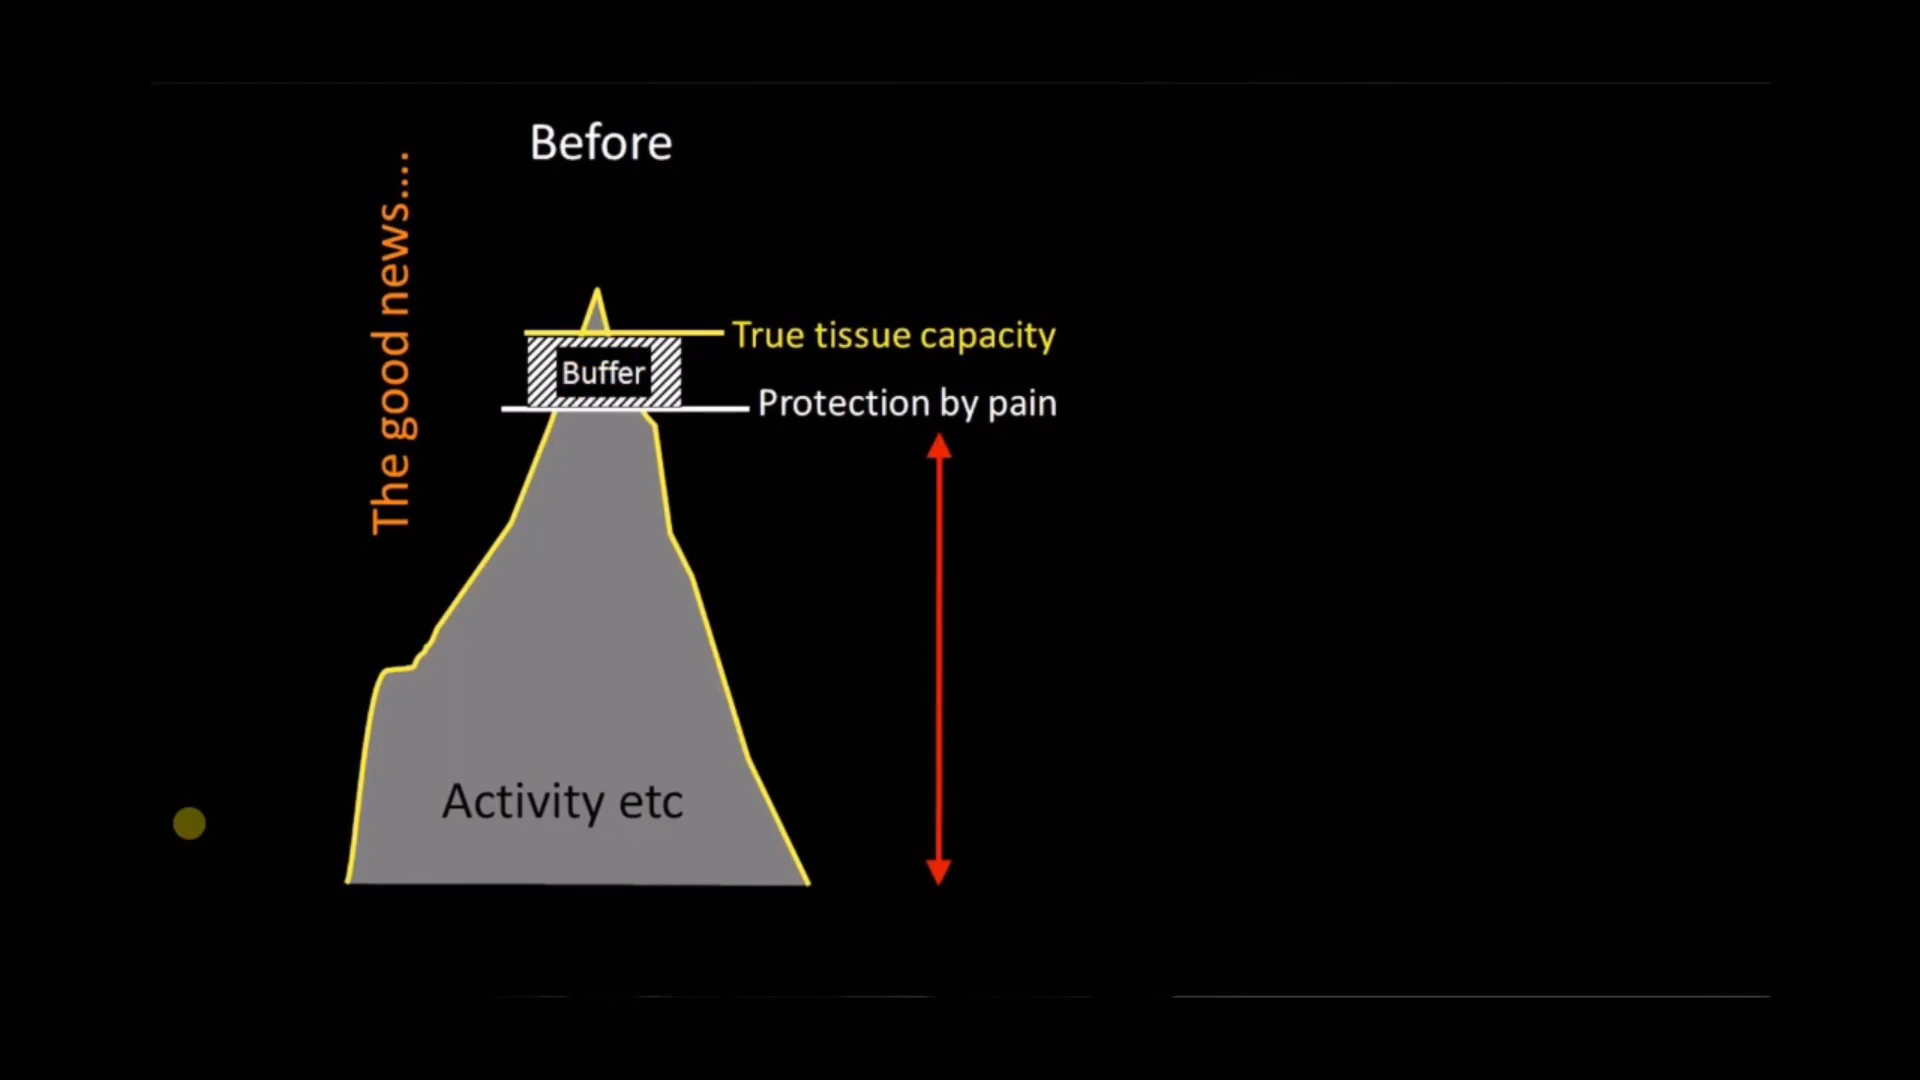 Before
The good news....
True tissue capacity
Buffer
Protection by pain
Activity etc